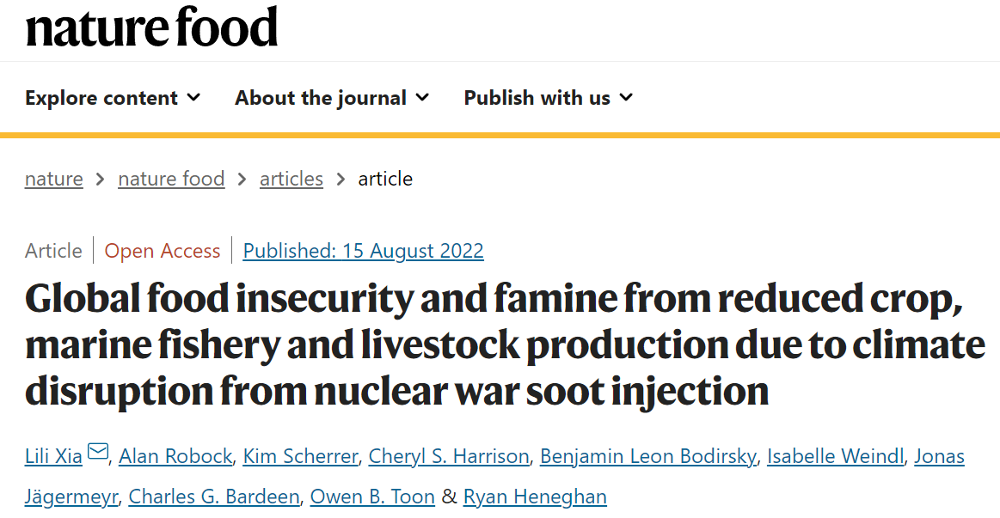 nature food
Explore content About the journal Publish with us
nature > nature food > articles > article
Article | Open Access | Published: 15 August 2022
Global food insecurity and famine from reduced crop,
marine fishery and livestock production due to climate
disruption from nuclear war soot injection
Lili Xia, Alan Robock, Kim Scherrer, Cheryl S. Harrison, Benjamin Leon Bodirsky, Isabelle Weindl, Jonas
Jägermeyr, Charles G. Bardeen, Owen B. Toon & Ryan Heneghan